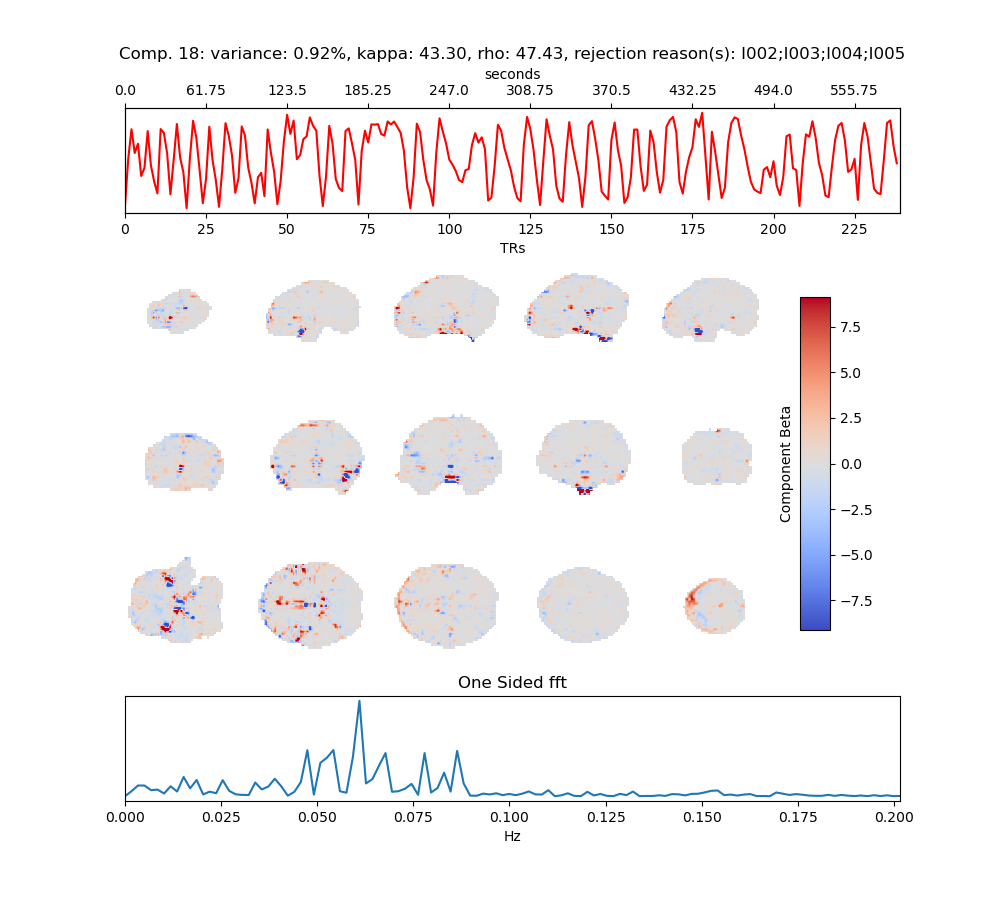 Comp. 18: variance: 0.92%, kappa: 43.30, rho: 47.43, rejection reason(s): I002;I003;I004;I005
seconds
0.0 61.75 123.5 185.25 247.0 308.75 370.5 432.25 494.0 555.75
0 25 50 75 100 125 150 175 200 225
TRs
7.5
5.0
2.5
0.0
−2.5
−5.0
−7.5
Component Beta
One Sided fft
0.000 0.025 0.050 0.075 0.100 0.125 0.150 0.175 0.200
Hz